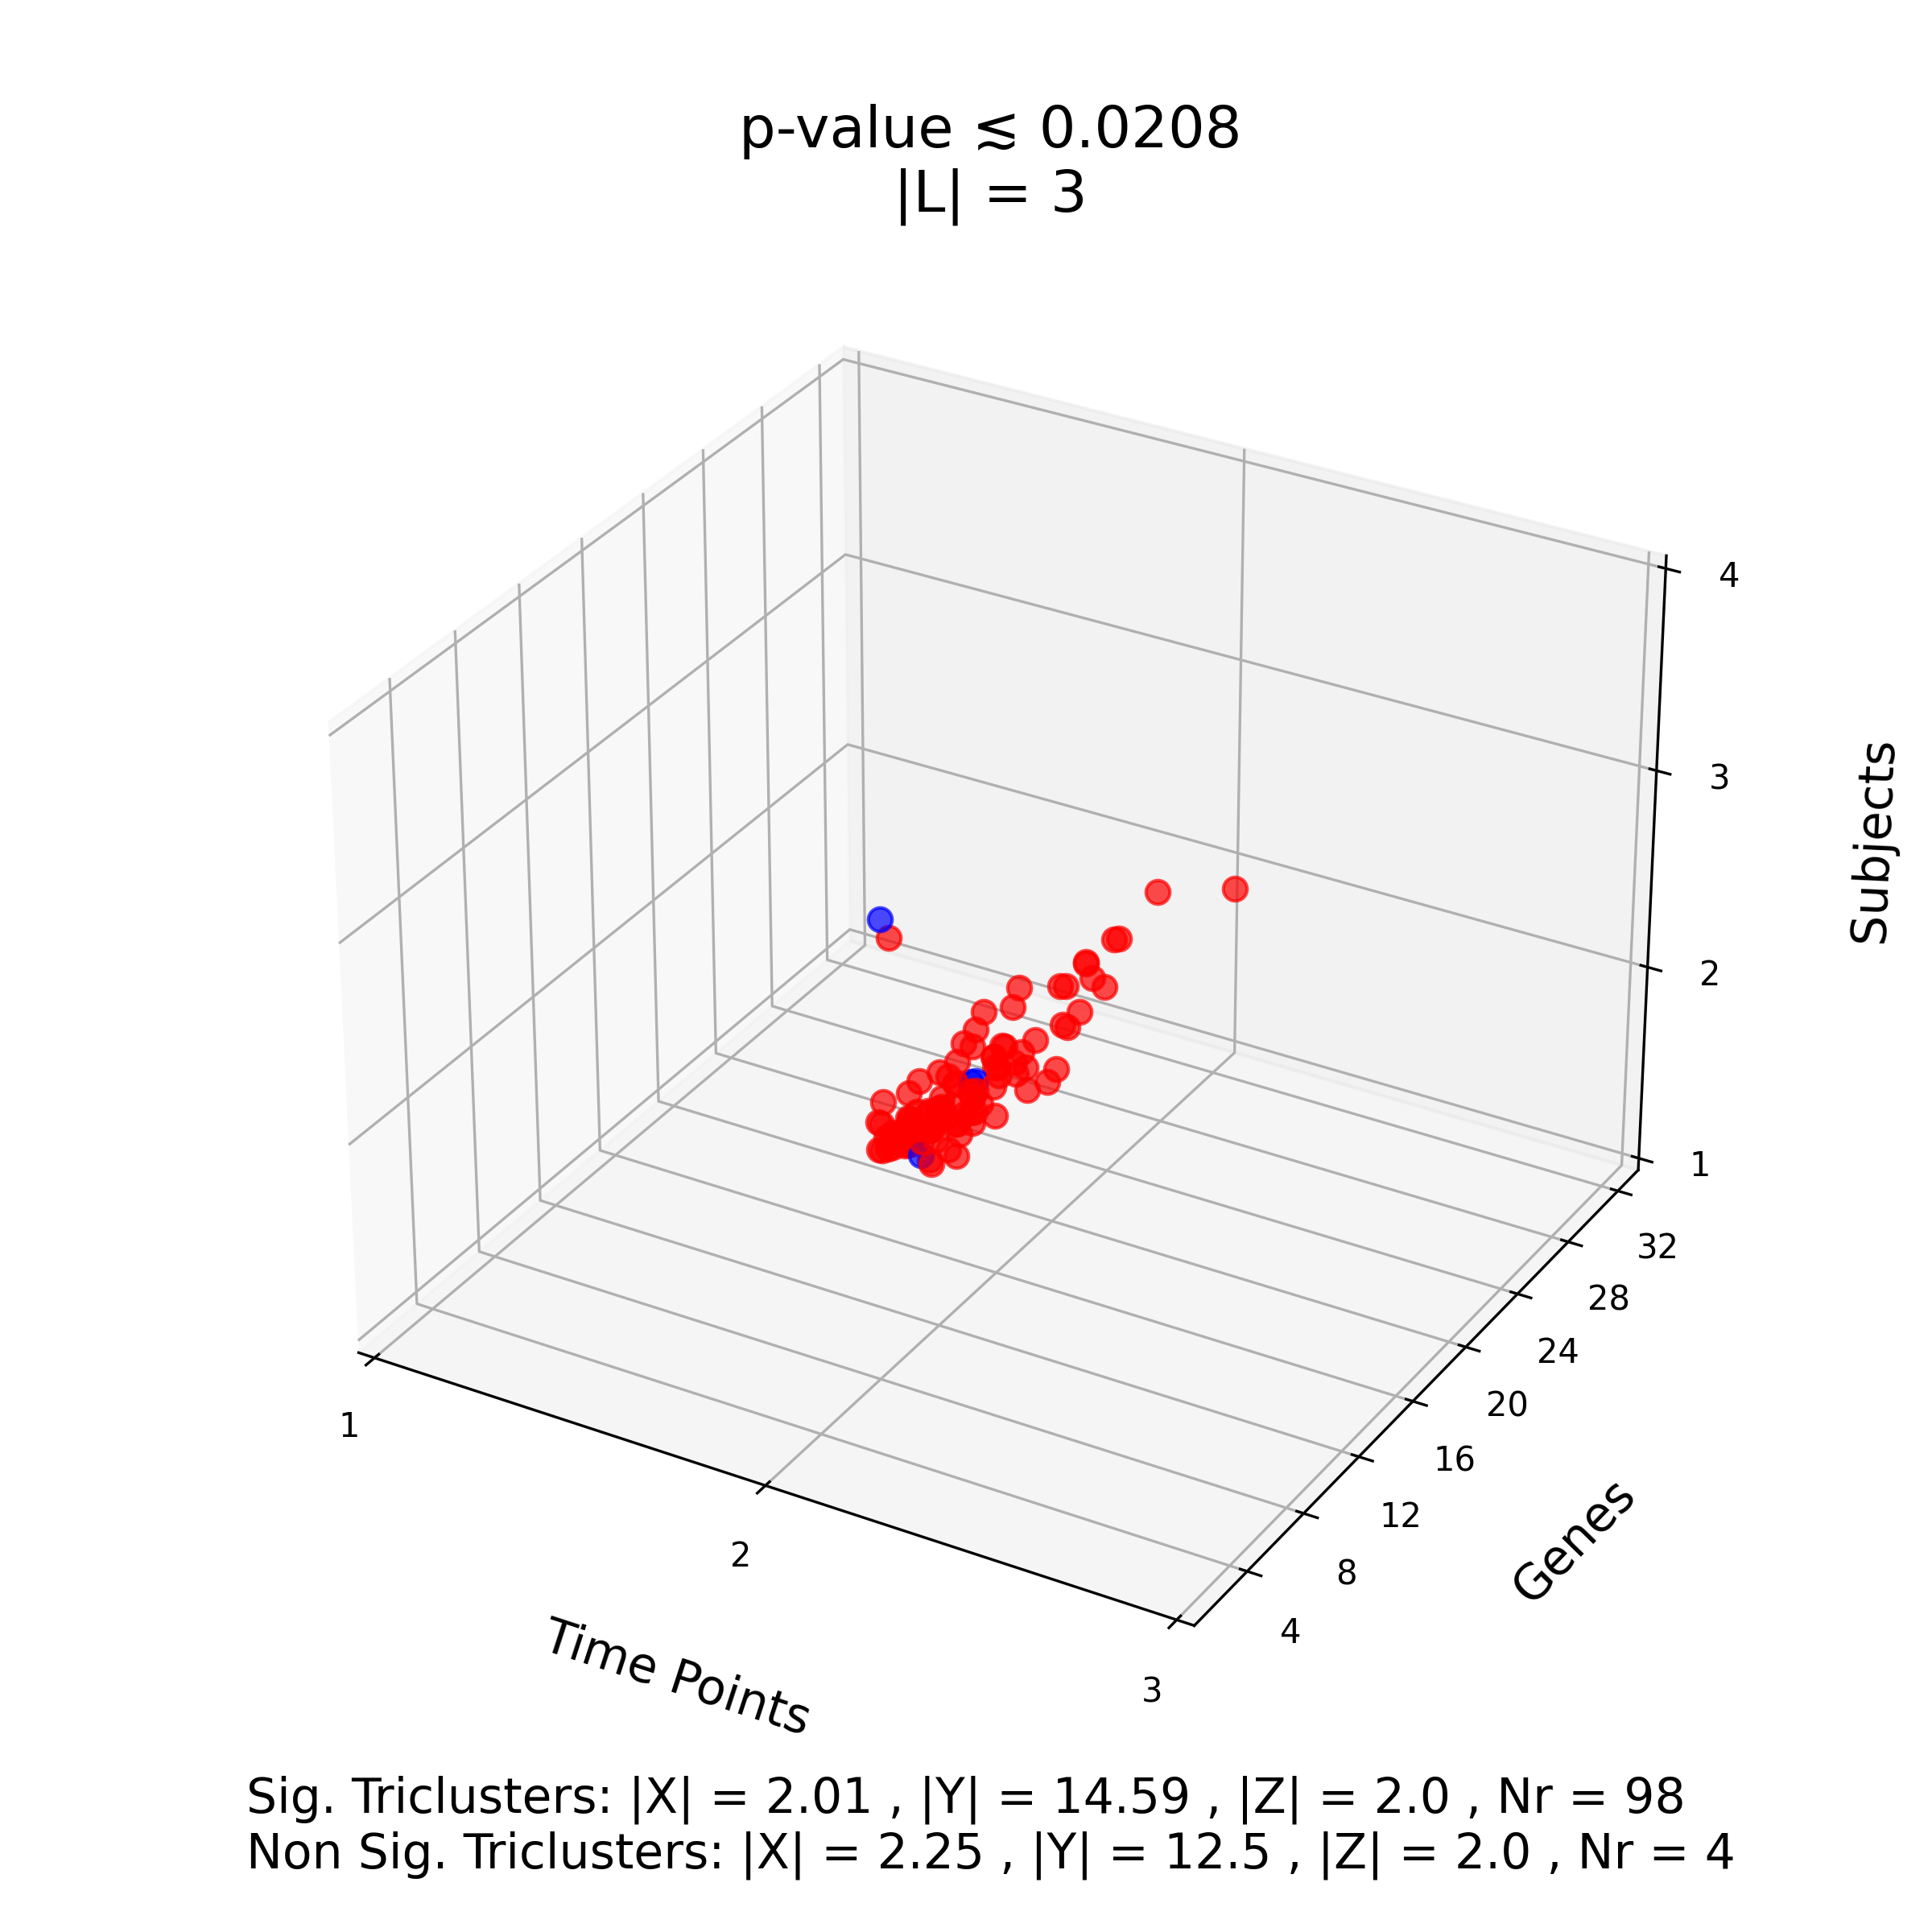 p-value ≲ 0.0208
|L| = 3
4
3
2
1
Subjects
32
28
24
20
16
12
8
4
Genes
1
2
3
Time Points
Sig. Triclusters: |X| = 2.01 , |Y| = 14.59 , |Z| = 2.0 , Nr = 98
Non Sig. Triclusters: |X| = 2.25 , |Y| = 12.5 , |Z| = 2.0 , Nr = 4